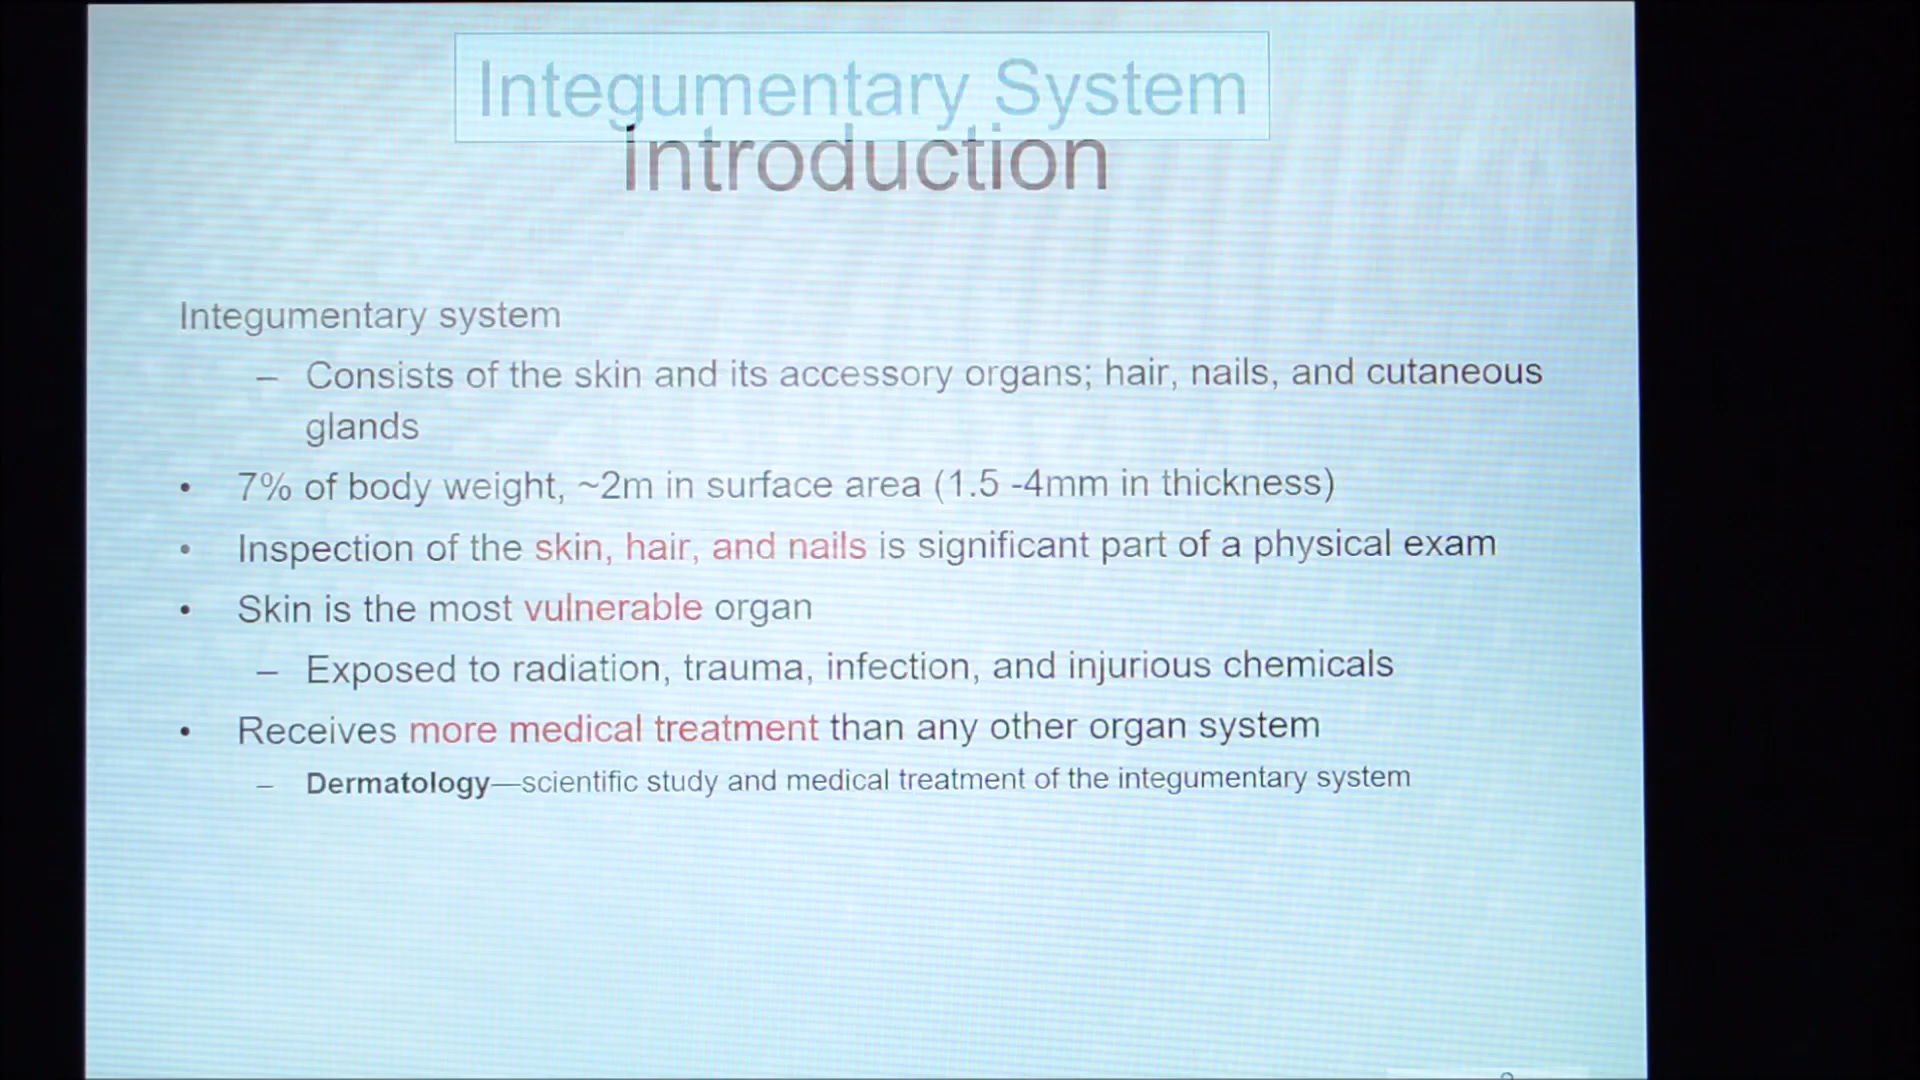 Integumentary System
Introduction
Integumentary system
– Consists of the skin and its accessory organs; hair, nails, and cutaneous
glands
• 7% of body weight, ~2m in surface area (1.5 -4mm in thickness)
• Inspection of the skin, hair, and nails is significant part of a physical exam
• Skin is the most vulnerable organ
– Exposed to radiation, trauma, infection, and injurious chemicals
• Receives more medical treatment than any other organ system
– Dermatology—scientific study and medical treatment of the integumentary system